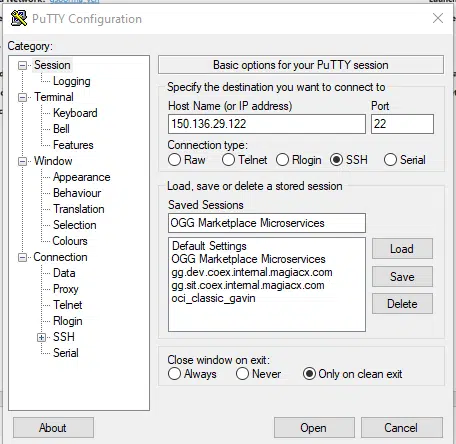 PuTTY Configuration
Category:
Session
Logging
Terminal
Keyboard
Bell
Features
Window
Appearance
Behaviour
Translation
Selection
Colours
Connection
Data
Proxy
Telnet
Rlogin
SSH
Serial
Basic options for your PuTTY session
Specify the destination you want to connect to
Host Name (or IP address) Port
150.136.29.122 22
Connection type:
Raw Telnet Rlogin SSH Serial
Load, save or delete a stored session
Saved Sessions
OGG Marketplace Microservices
Default Settings
OGG Marketplace Microservices
gg.dev.coex.internal.magiacx.com
gg.sit.coex.internal.magiacx.com
oci_classic_gavin
Load
Save
Delete
Close window on exit:
Always Never Only on clean exit
About Open Cancel